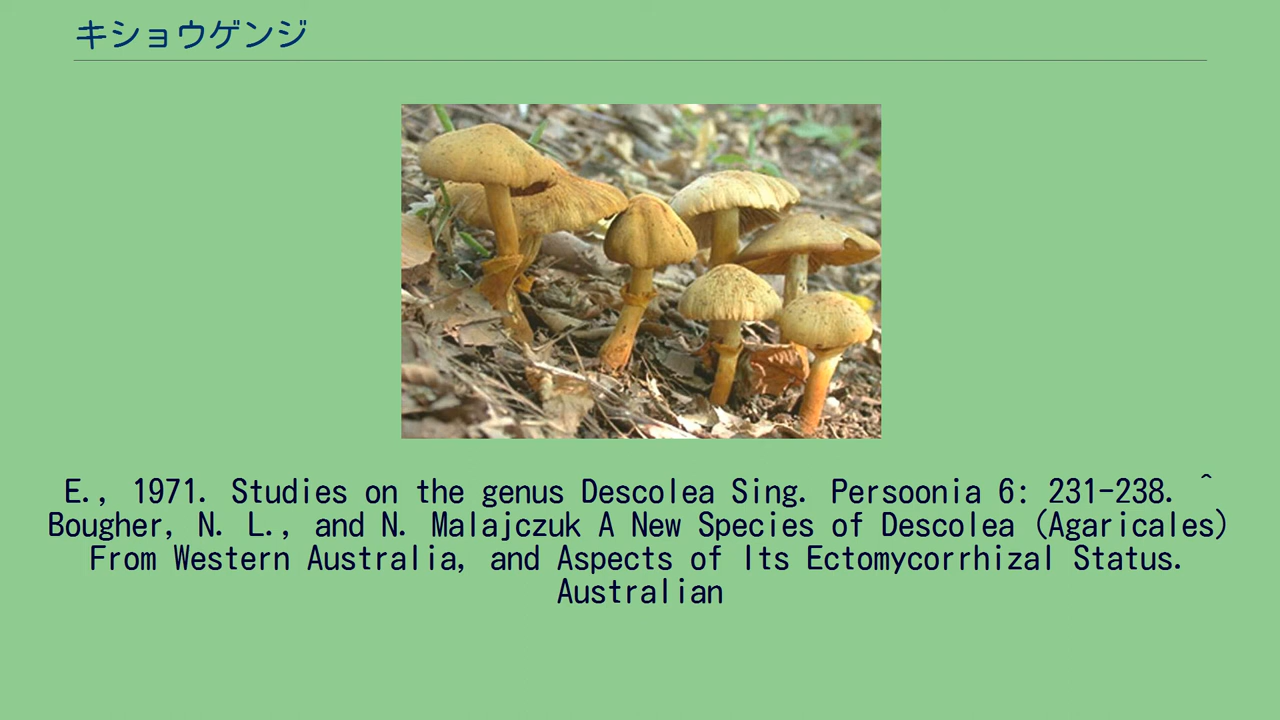 キショウゲンジ
E., 1971. Studies on the genus Descolea Sing. Persoonia 6: 231-238. ^
Bougher, N. L., and N. Malajczuk A New Species of Descolea (Agaricales)
From Western Australia, and Aspects of Its Ectomycorrhizal Status.
Australian